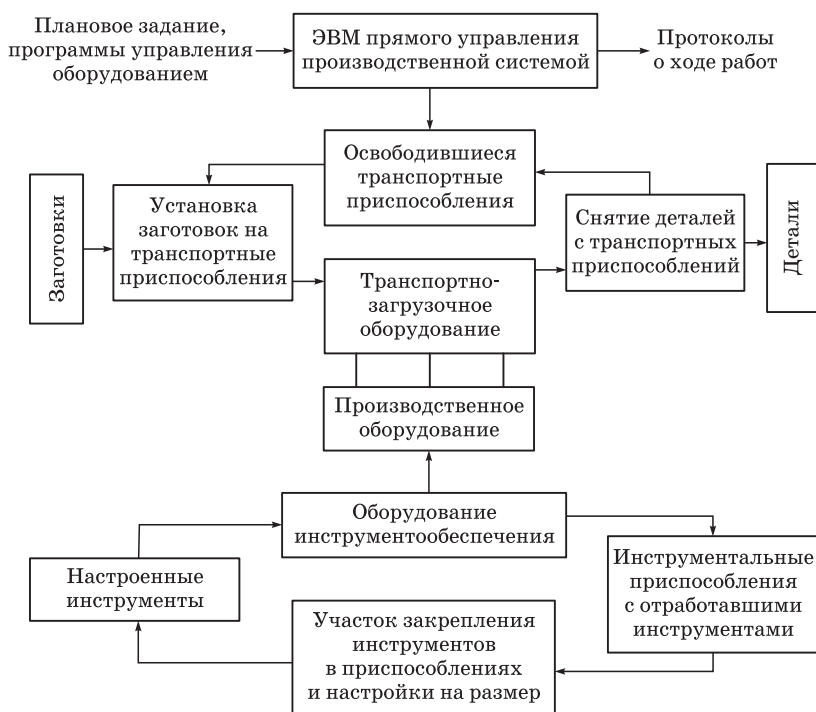 Плановое задание,
программы управления
оборудованием
ЭВМ прямого управления
производственной системой
Протоколы
о ходе работ
Освободившиеся
транспортные
приспособления
Заготовки
Установка
заготовок на
транспортные
приспособления
Снятие деталей
с транспортных
приспособлений
Детали
Транспортно-
загрузочное
оборудование
Производственное
оборудование
Оборудование
инструментообеспечения
Настроенные
инструменты
Инструментальные
приспособления
с отработавшими
инструментами
Участок закрепления
инструментов
в приспособлениях
и настройки на размер